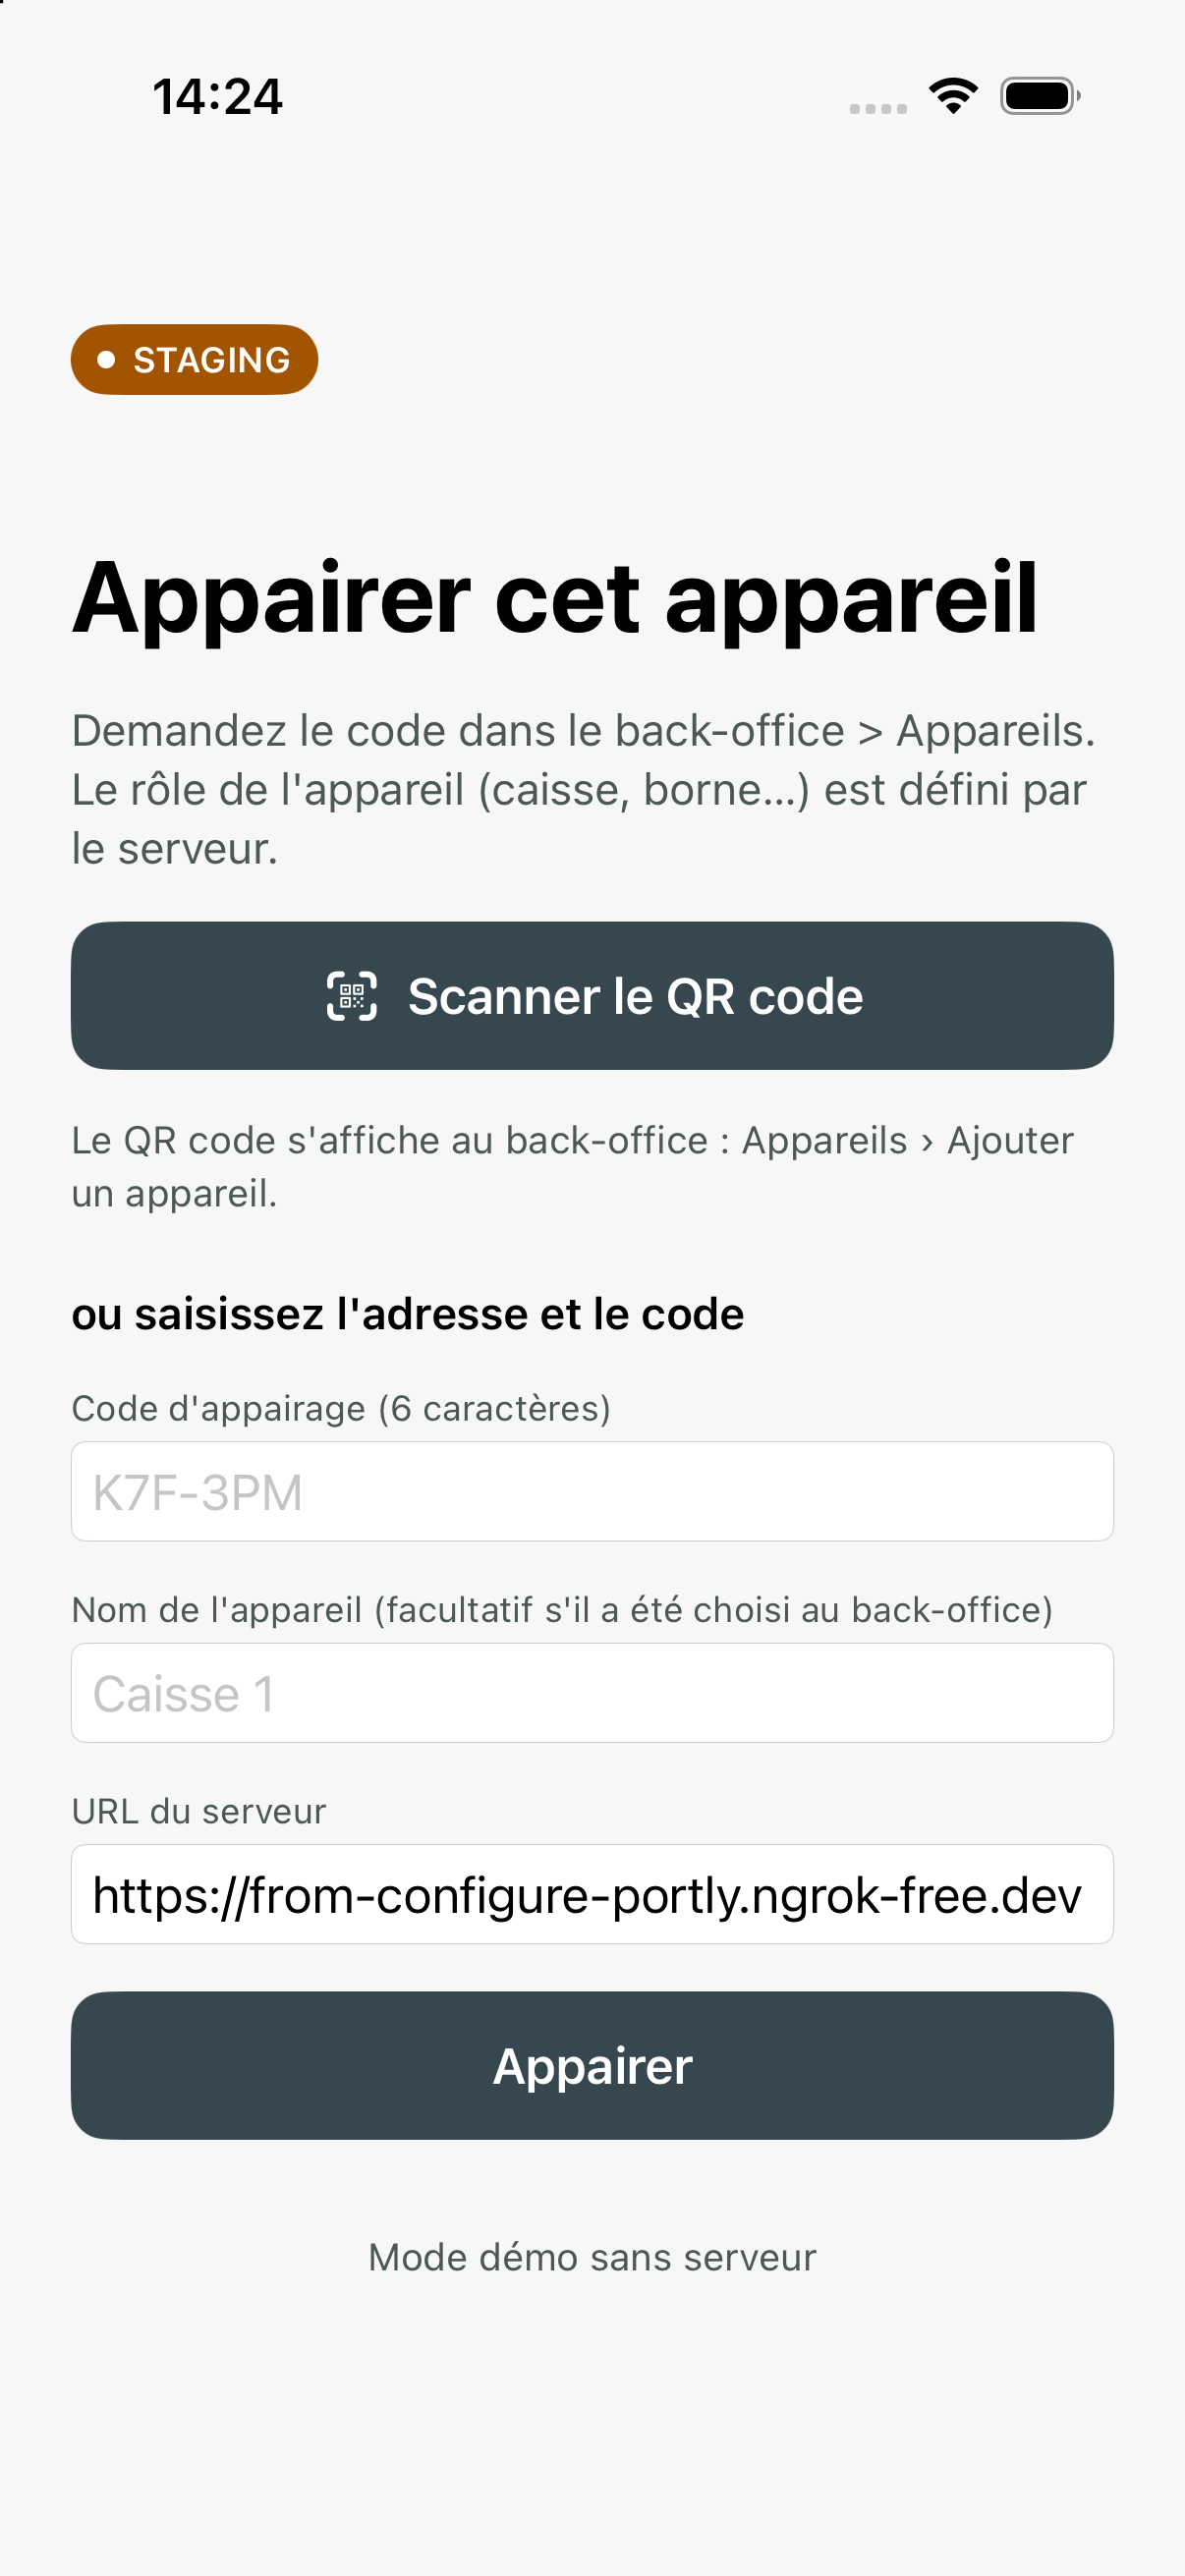 14:24
STAGING
Appairer cet appareil
Demandez le code dans le back-office > Appareils.
Le rôle de l'appareil (caisse, borne…) est défini par
le serveur.
Scanner le QR code
Le QR code s'affiche au back-office : Appareils › Ajouter
un appareil.
ou saisissez l'adresse et le code
Code d'appairage (6 caractères)
K7F-3PM
Nom de l'appareil (facultatif s'il a été choisi au back-office)
Caisse 1
URL du serveur
https://from-configure-portly.ngrok-free.dev
Appairer
Mode démo sans serveur